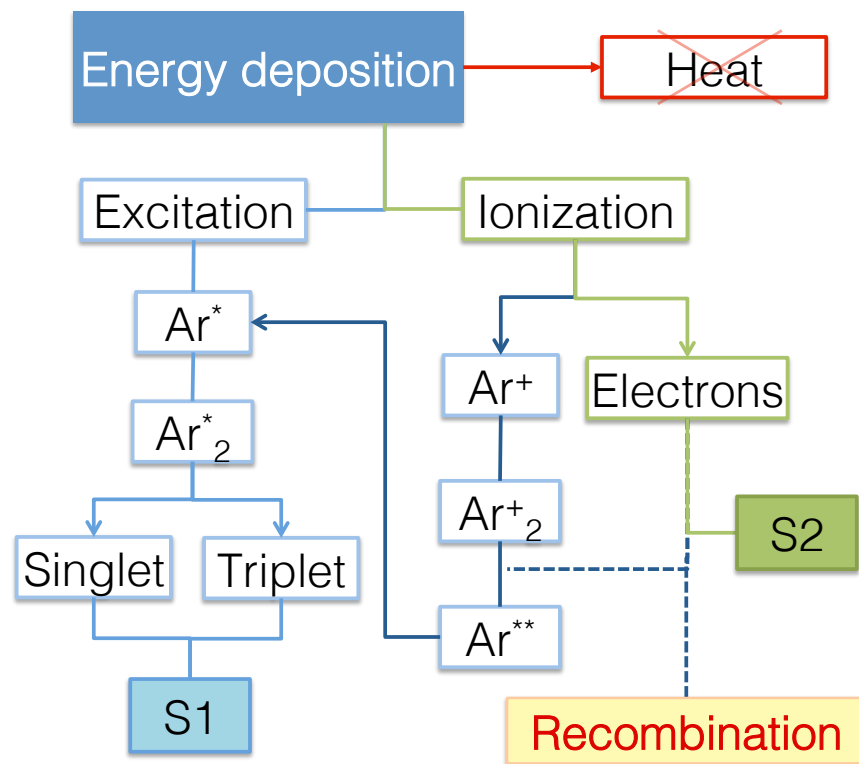 Energy deposition
Heat
Excitation
Ionization
Ar*
Ar⁺
Electrons
Ar*₂
Ar⁺₂
S2
Singlet
Triplet
Ar**
S1
Recombination